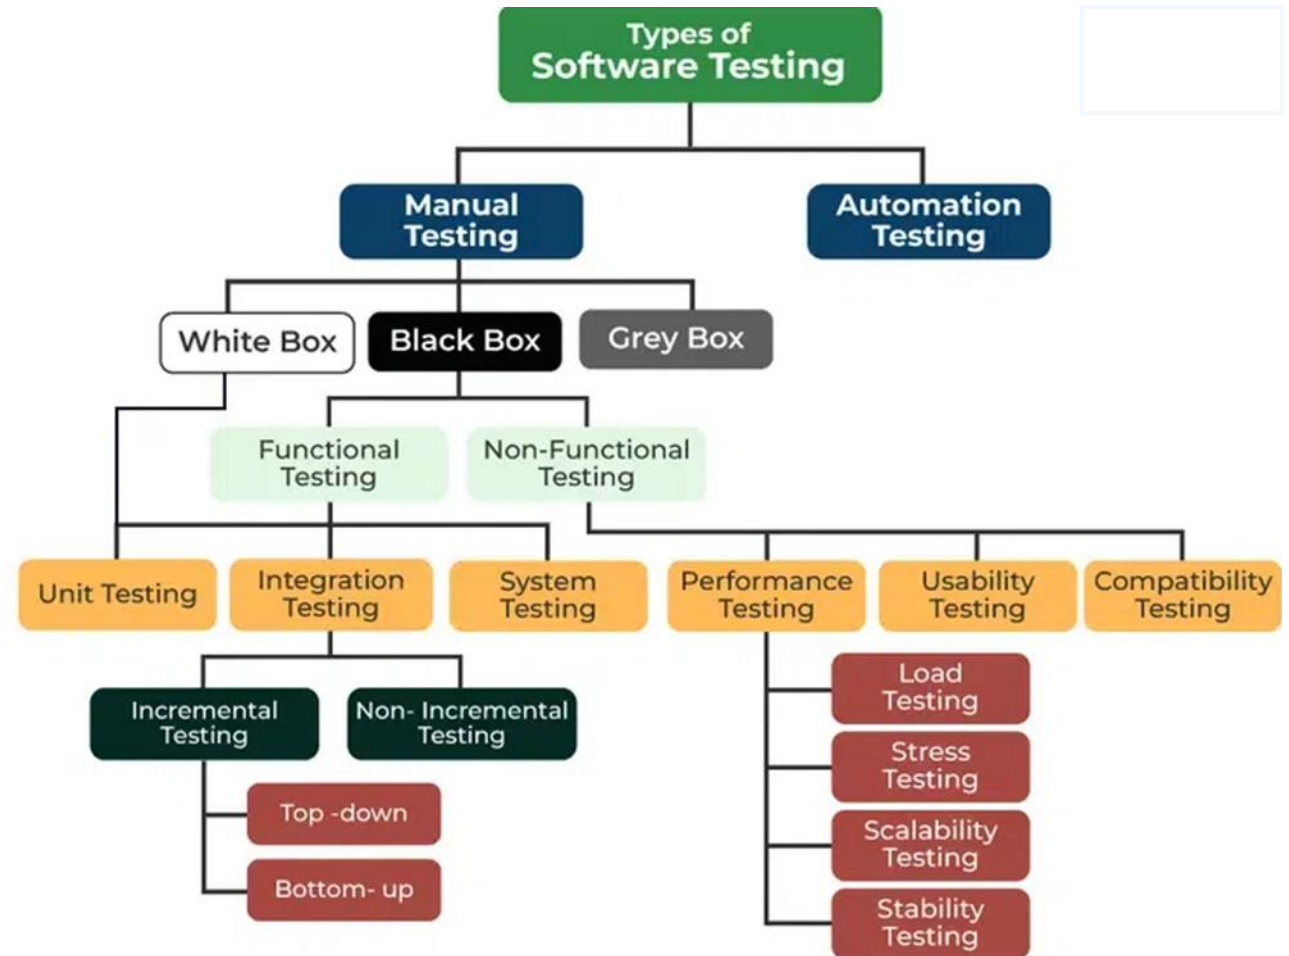 Types of
Software Testing
Manual
Testing
Automation
Testing
White Box
Black Box
Grey Box
Functional
Testing
Non-Functional
Testing
Unit Testing
Integration
Testing
System
Testing
Performance
Testing
Usability
Testing
Compatibility
Testing
Incremental
Testing
Non- Incremental
Testing
Top -down
Bottom- up
Load
Testing
Stress
Testing
Scalability
Testing
Stability
Testing